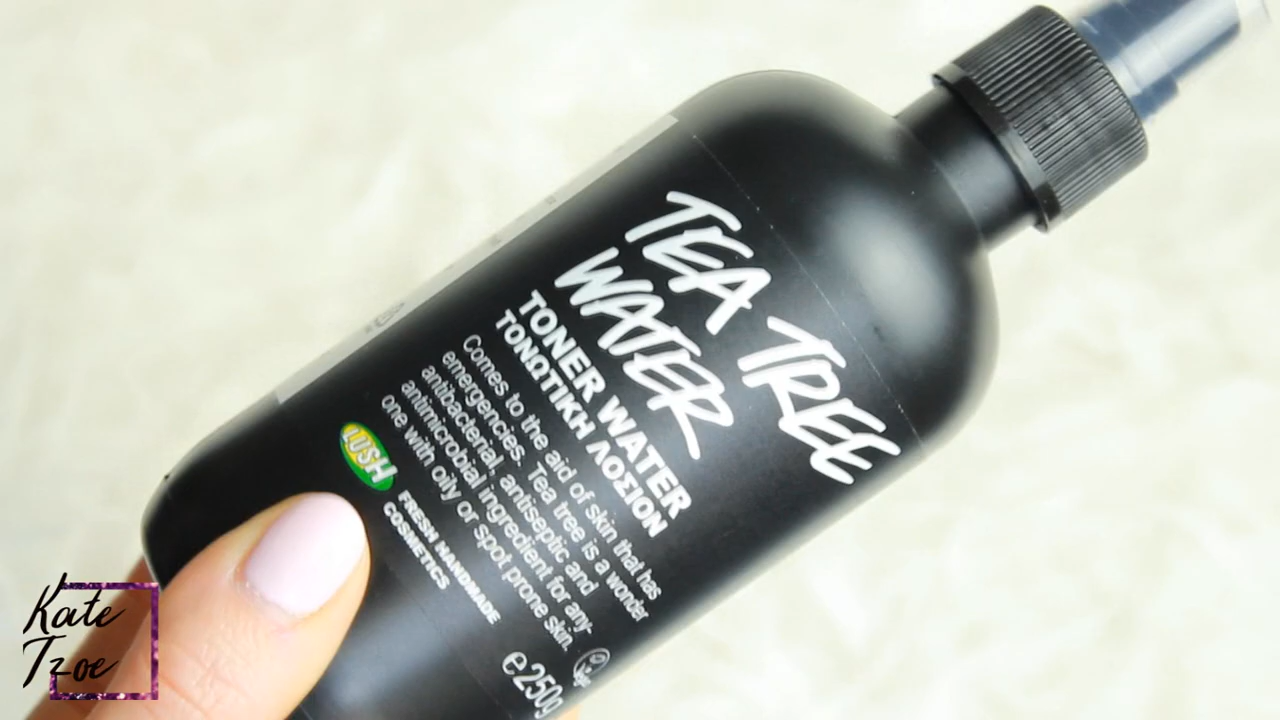 TEA TREE
WATER
TONER WATER
ΤΟΝΩΤΙΚΗ ΛΟΣΙΟΝ
Comes to the aid of skin that has
emergencies. Tea tree is a wonder
antibacterial, antiseptic and
antimicrobial ingredient for any-
one with oily or spot prone skin.
LUSH
FRESH HANDMADE
COSMETICS
℮250g
Kate
Tzoe